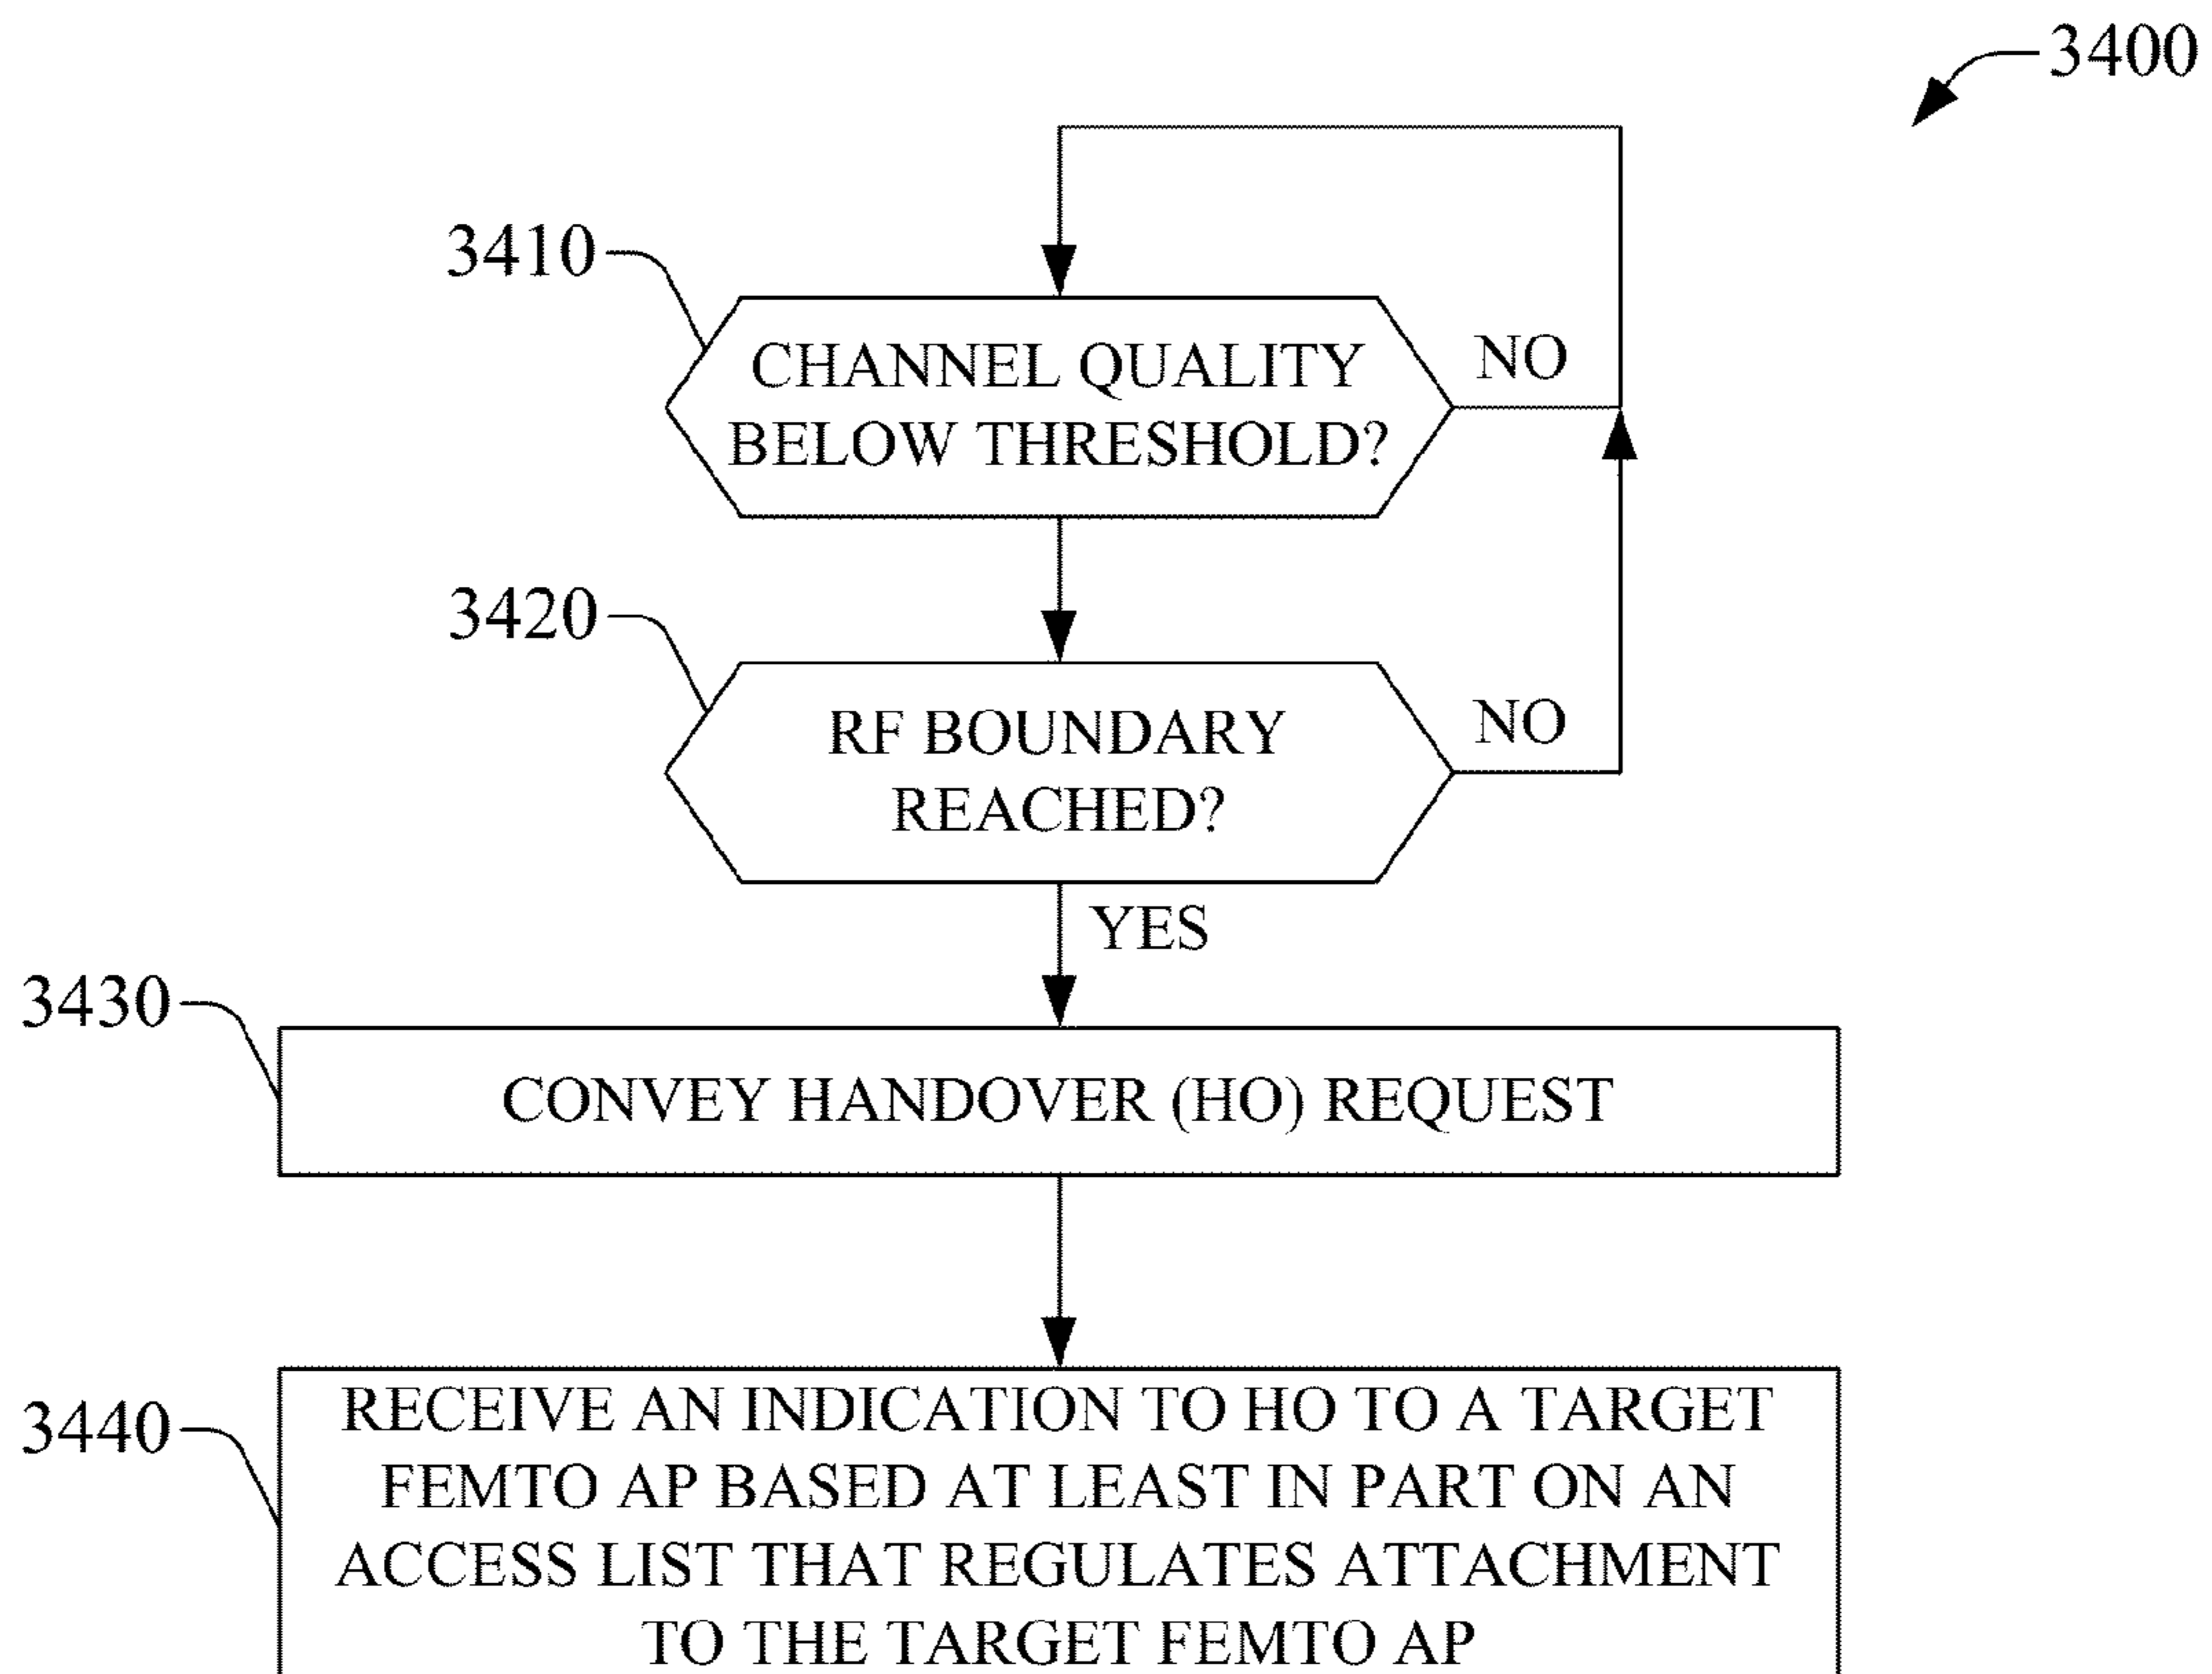 3400
3410
CHANNEL QUALITY
BELOW THRESHOLD?
NO
3420
RF BOUNDARY
REACHED?
NO
YES
3430
CONVEY HANDOVER (HO) REQUEST
3440
RECEIVE AN INDICATION TO HO TO A TARGET
FEMTO AP BASED AT LEAST IN PART ON AN
ACCESS LIST THAT REGULATES ATTACHMENT
TO THE TARGET FEMTO AP